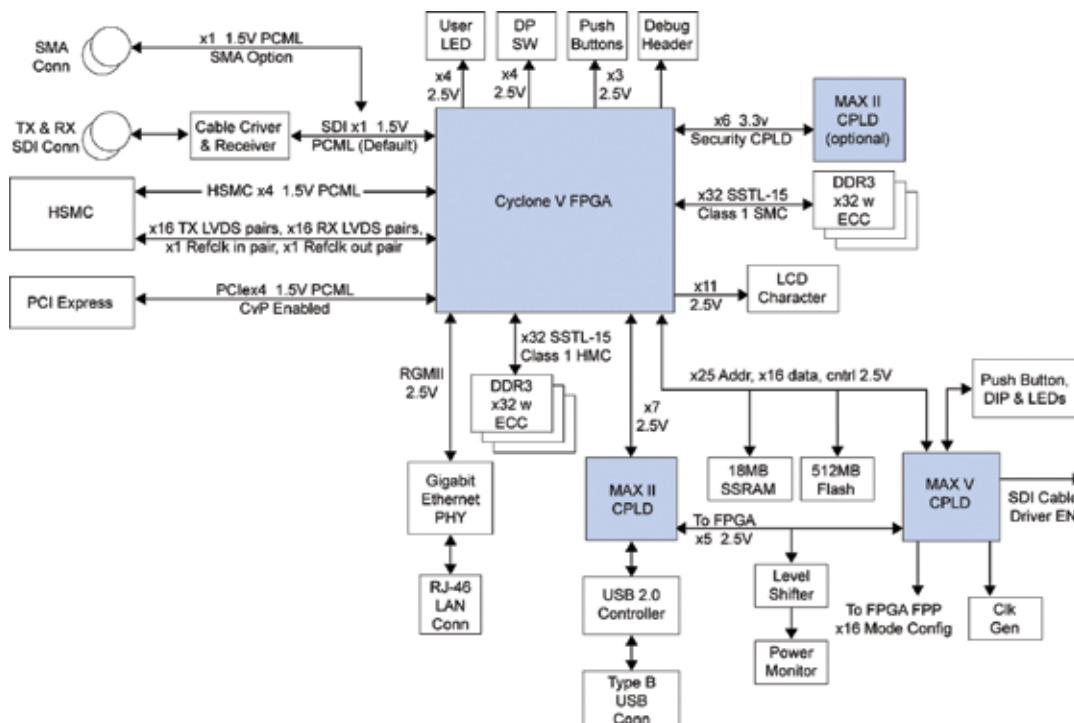 User
LED
DP
SW
Push
Buttons
Debug
Header
SMA
Conn
x1 1.5V PCML
SMA Option
x4
2.5V
x4
2.5V
x3
2.5V
TX & RX
SDI Conn
Cable Criver
& Receiver
SDI x1 1.5V
PCML (Default)
x6 3.3v
Security CPLD
MAX II
CPLD
(optional)
HSMC
HSMC x4 1.5V PCML
x16 TX LVDS pairs, x16 RX LVDS pairs,
x1 Refclk in pair, x1 Refclk out pair
Cyclone V FPGA
x32 SSTL-15
Class 1 SMC
DDR3
x32 w
ECC
PCI Express
PCIex4 1.5V PCML
CvP Enabled
x11
2.5V
LCD
Character
RGMII
2.5V
x32 SSTL-15
Class 1 HMC
DDR3
x32 w
ECC
x7
2.5V
x25 Addr, x16 data, cntrl 2.5V
Push Button,
DIP & LEDs
Gigabit
Ethernet
PHY
MAX II
CPLD
18MB
SSRAM
512MB
Flash
MAX V
CPLD
SDI Cable
Driver EN
To FPGA
x5 2.5V
RJ-46
LAN
Conn
USB 2.0
Controller
Level
Shifter
To FPGA FPP
x16 Mode Config
Clk
Gen
Power
Monitor
Type B
USB
Conn